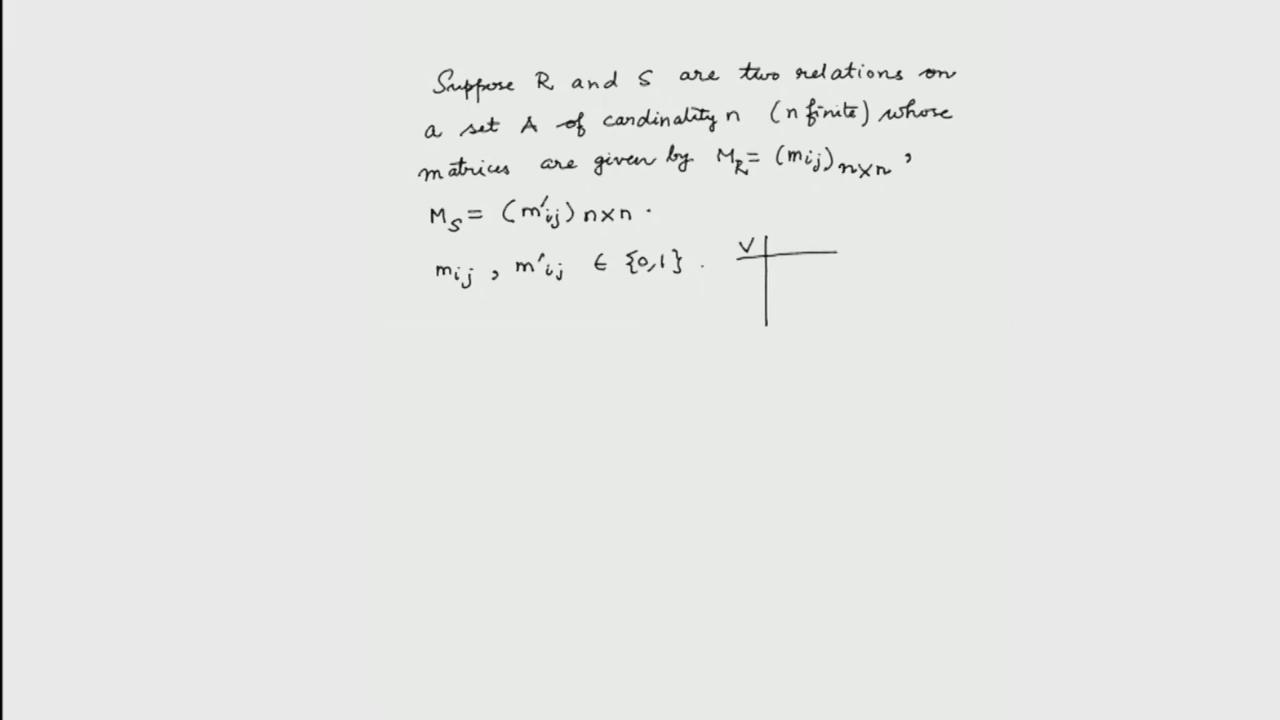 Suppose R and S are two relations on
a set A of cardinality n (n finite) whose
matrices are given by M_R = (m_ij)_n×n ,
M_S = (m'_ij)_n×n .
m_ij , m'_ij ∈ {0,1} . V